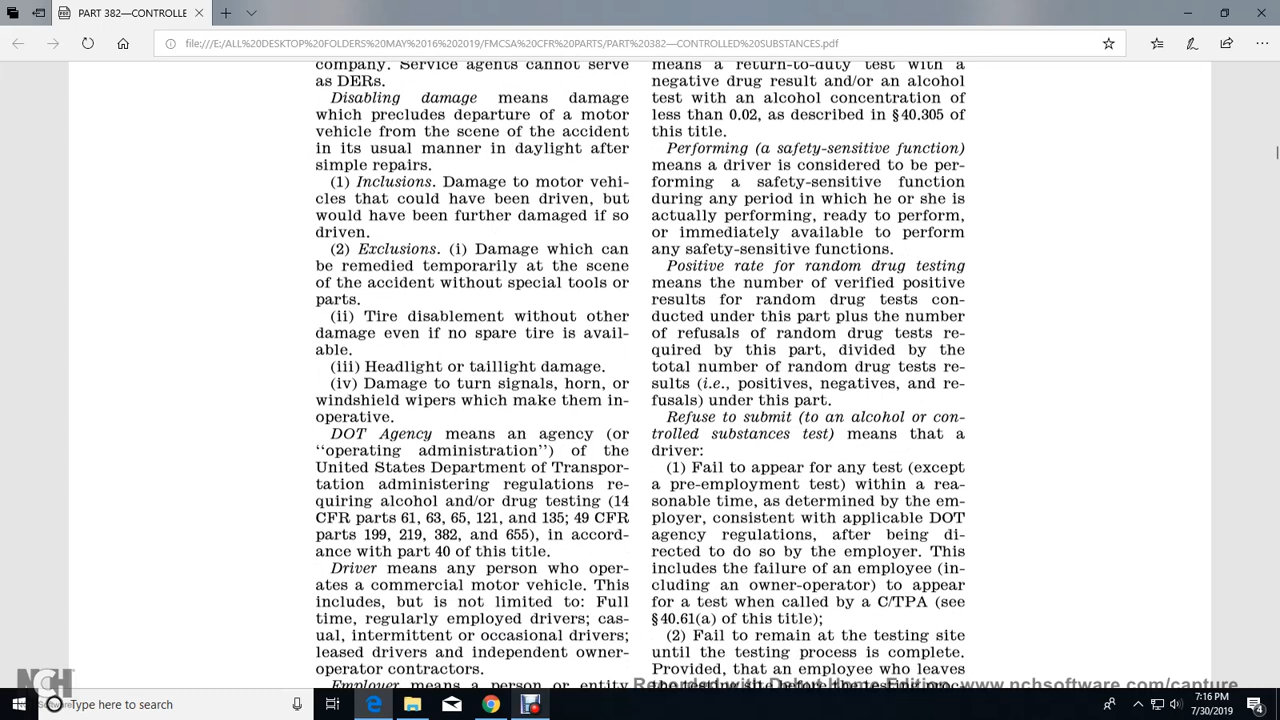 PART 382—CONTROLLE
file:///E:/ALL%20DESKTOP%20FOLDERS%20MAY%2016%202019/FMCSA%20CFR%20PARTS/PART%20382—CONTROLLED%20SUBSTANCES.pdf
company. Service agents cannot serve
as DERs.
Disabling damage means damage
which precludes departure of a motor
vehicle from the scene of the accident
in its usual manner in daylight after
simple repairs.
(1) Inclusions. Damage to motor vehi-
cles that could have been driven, but
would have been further damaged if so
driven.
(2) Exclusions. (i) Damage which can
be remedied temporarily at the scene
of the accident without special tools or
parts.
(ii) Tire disablement without other
damage even if no spare tire is avail-
able.
(iii) Headlight or taillight damage.
(iv) Damage to turn signals, horn, or
windshield wipers which make them in-
operative.
DOT Agency means an agency (or
‘‘operating administration’’) of the
United States Department of Transpor-
tation administering regulations re-
quiring alcohol and/or drug testing (14
CFR parts 61, 63, 65, 121, and 135; 49 CFR
parts 199, 219, 382, and 655), in accord-
ance with part 40 of this title.
Driver means any person who oper-
ates a commercial motor vehicle. This
includes, but is not limited to: Full
time, regularly employed drivers; cas-
ual, intermittent or occasional drivers;
leased drivers and independent owner-
operator contractors.
Employer means a person or entity
means a return-to-duty test with a
negative drug result and/or an alcohol
test with an alcohol concentration of
less than 0.02, as described in §40.305 of
this title.
Performing (a safety-sensitive function)
means a driver is considered to be per-
forming a safety-sensitive function
during any period in which he or she is
actually performing, ready to perform,
or immediately available to perform
any safety-sensitive functions.
Positive rate for random drug testing
means the number of verified positive
results for random drug tests con-
ducted under this part plus the number
of refusals of random drug tests re-
quired by this part, divided by the
total number of random drug tests re-
sults (i.e., positives, negatives, and re-
fusals) under this part.
Refuse to submit (to an alcohol or con-
trolled substances test) means that a
driver:
(1) Fail to appear for any test (except
a pre-employment test) within a rea-
sonable time, as determined by the em-
ployer, consistent with applicable DOT
agency regulations, after being di-
rected to do so by the employer. This
includes the failure of an employee (in-
cluding an owner-operator) to appear
for a test when called by a C/TPA (see
§40.61(a) of this title);
(2) Fail to remain at the testing site
until the testing process is complete.
Provided, that an employee who leaves
the testing site before the testing proc-
Recorded with Debut Home Edition. www.nchsoftware.com/capture
NCH
Software
Type here to search
7:16 PM
7/30/2019
4